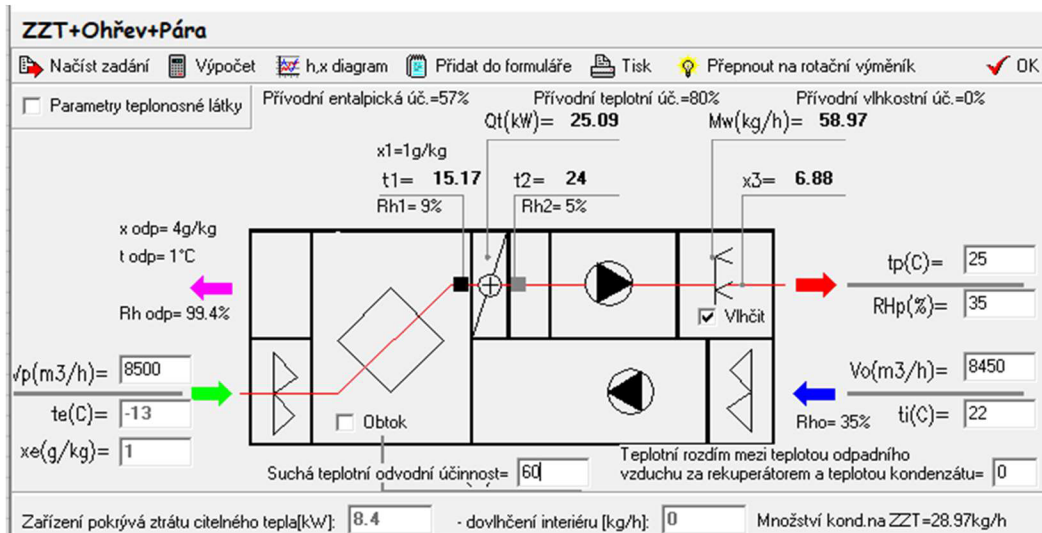 ZZT+Ohřev+Pára
Načíst zadání Výpočet h,x diagram Přidat do formuláře Tisk Přepnout na rotační výměník OK
Parametry teplonosné látky Přívodní entalpická úč.=57% Přívodní teplotní úč.=80% Přívodní vlhkostní úč.=0%
Qt(kW)= 25.09 Mw(kg/h)= 58.97
x1=1g/kg
t1= 15.17 t2= 24 x3= 6.88
Rh1= 9% Rh2= 5%
x odp= 4g/kg
t odp= 1°C
Rh odp= 99.4%
tp(C)= 25
RHp(%)= 35
Vlhčit
Vp(m3/h)= 8500
te(C)= -13
xe(g/kg)= 1
Vo(m3/h)= 8450
Rho= 35% ti(C)= 22
Obtok
Suchá teplotní odvodní účinnost= 60
Teplotní rozdím mezi teplotou odpadního
vzduchu za rekuperátorem a teplotou kondenzátu= 0
Zařízení pokrývá ztrátu citelného tepla[kW]: 8.4 - dovlhčení interiéru [kg/h]: 0 Množství kond.na ZZT=28.97kg/h